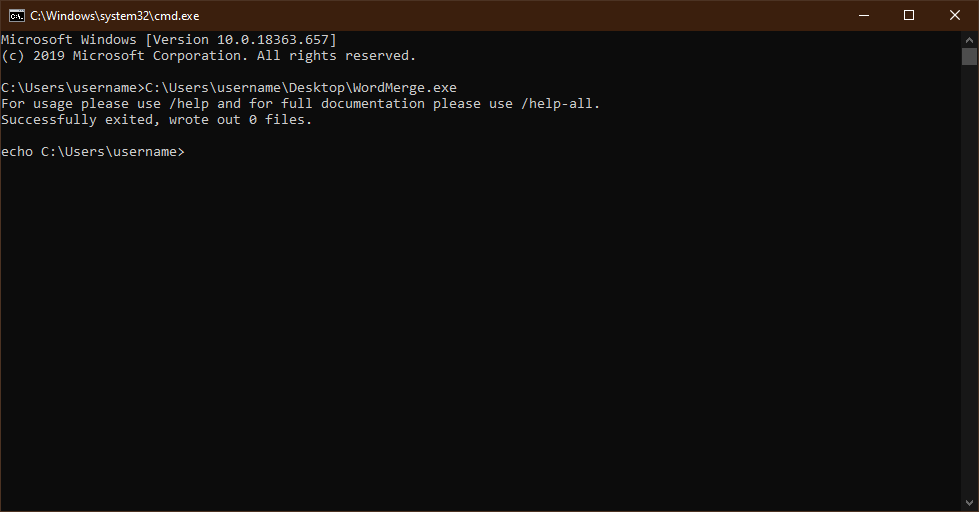 C:\Windows\system32\cmd.exe
Microsoft Windows [Version 10.0.18363.657]
(c) 2019 Microsoft Corporation. All rights reserved.
C:\Users\username>C:\Users\username\Desktop\WordMerge.exe
For usage please use /help and for full documentation please use /help-all.
Successfully exited, wrote out 0 files.
echo C:\Users\username>